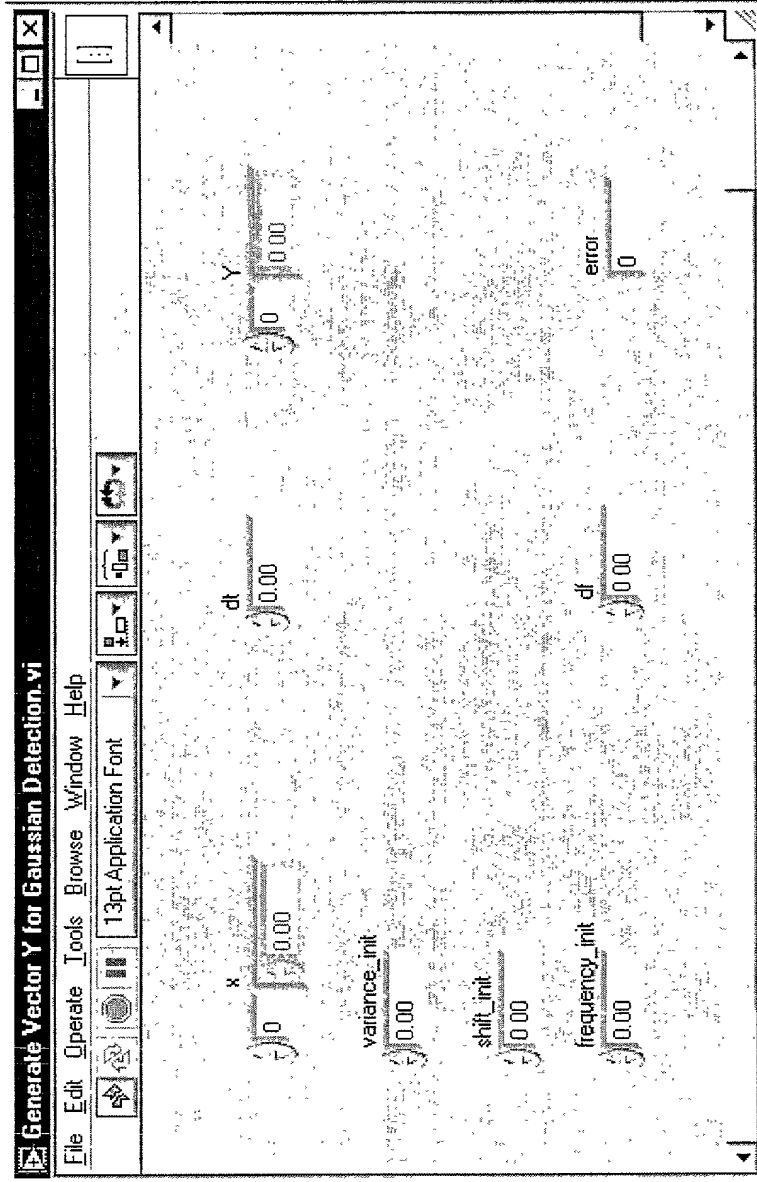 Generate Vector Y for Gaussian Detection.vi
File Edit Operate Tools Browse Window Help
13pt Application Font
x
0
0.00
dt
0.00
Y
0
0.00
variance_init
0.00
shift_init
0.00
frequency_init
0.00
df
0.00
error
0